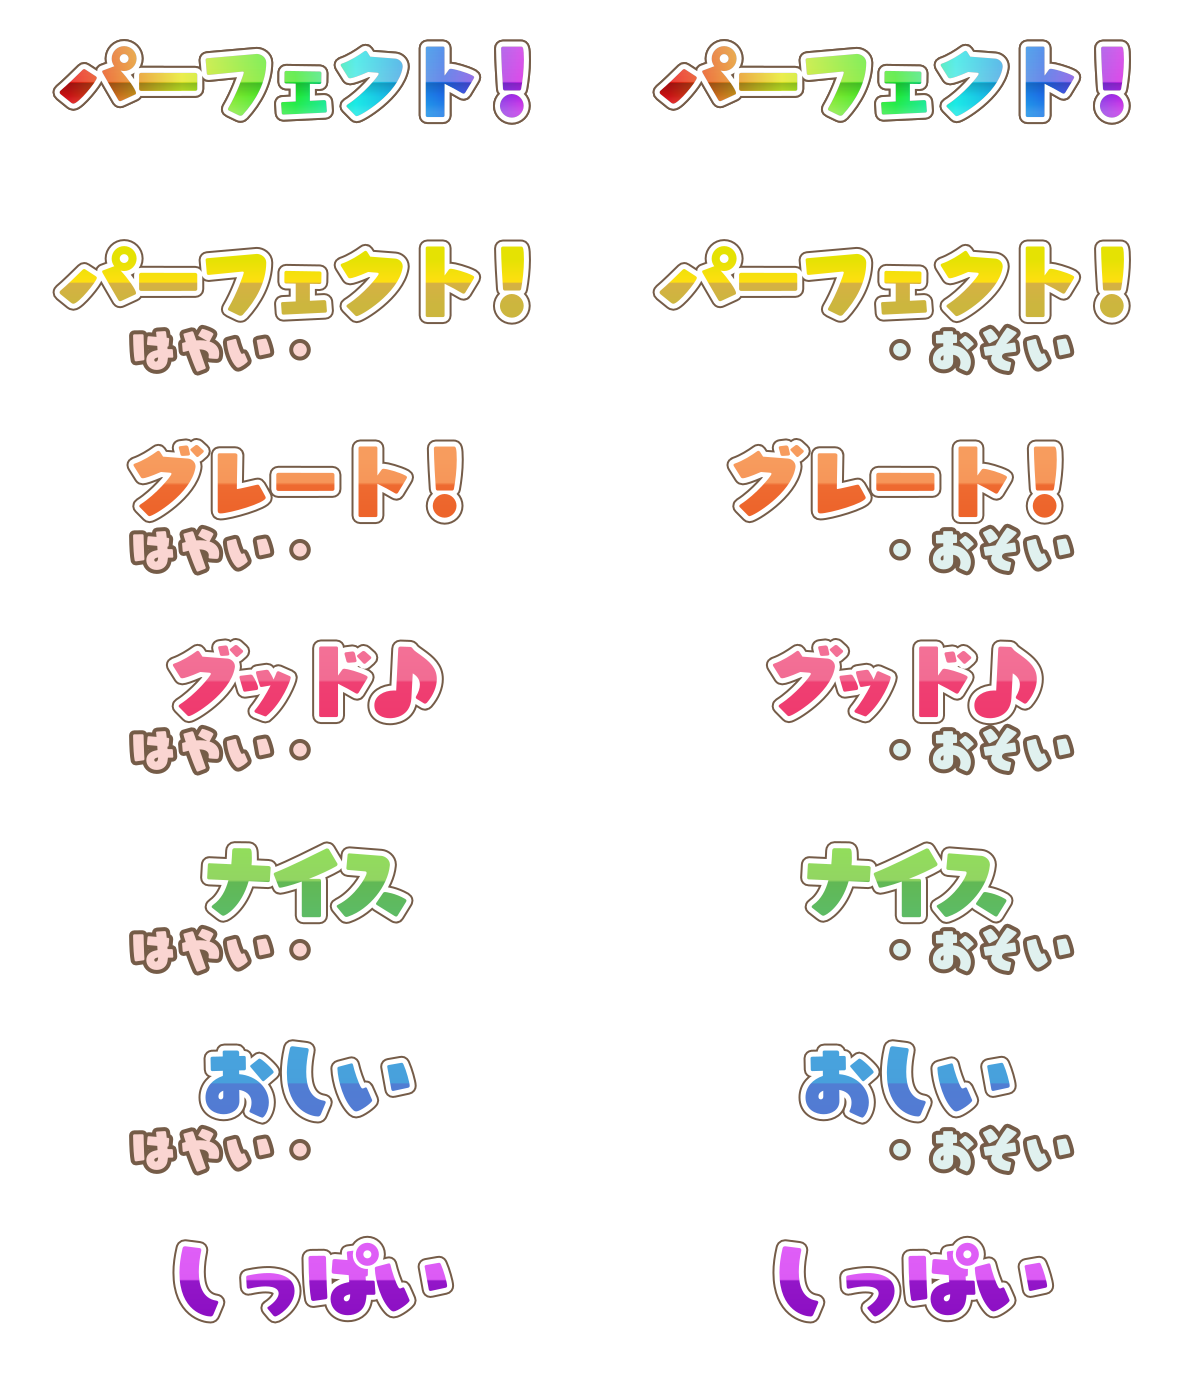 ペーフェクト！ ペーフェクト！
ペーフェクト！ ペーフェクト！
はやい・ ・おそい
グレート！ グレート！
はやい・ ・おそい
グッド♪ グッド♪
はやい・ ・おそい
ナイス ナイス
はやい・ ・おそい
おしい おしい
はやい・ ・おそい
しっぱい しっぱい